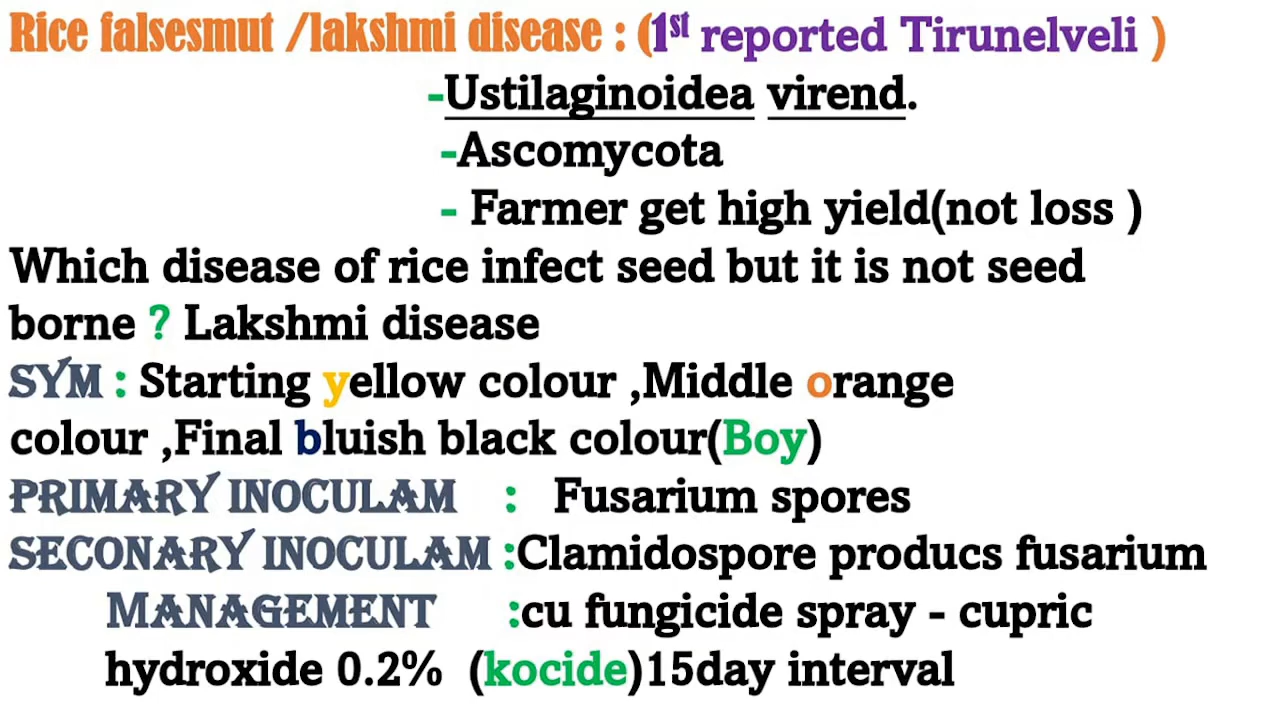 Rice falsesmut /lakshmi disease : (1st reported Tirunelveli )
-Ustilaginoidea virend.
-Ascomycota
- Farmer get high yield(not loss )
Which disease of rice infect seed but it is not seed
borne ? Lakshmi disease
SYM : Starting yellow colour ,Middle orange
colour ,Final bluish black colour(Boy)
PRIMARY INOCULAM : Fusarium spores
SECONARY INOCULAM :Clamidospore producs fusarium
MANAGEMENT :cu fungicide spray - cupric
hydroxide 0.2% (kocide)15day interval